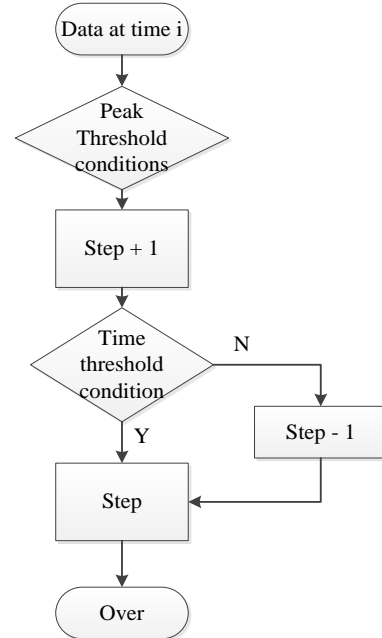 Data at time i
Peak
Threshold
conditions
Step + 1
Time
threshold
condition
N
Y
Step - 1
Step
Over